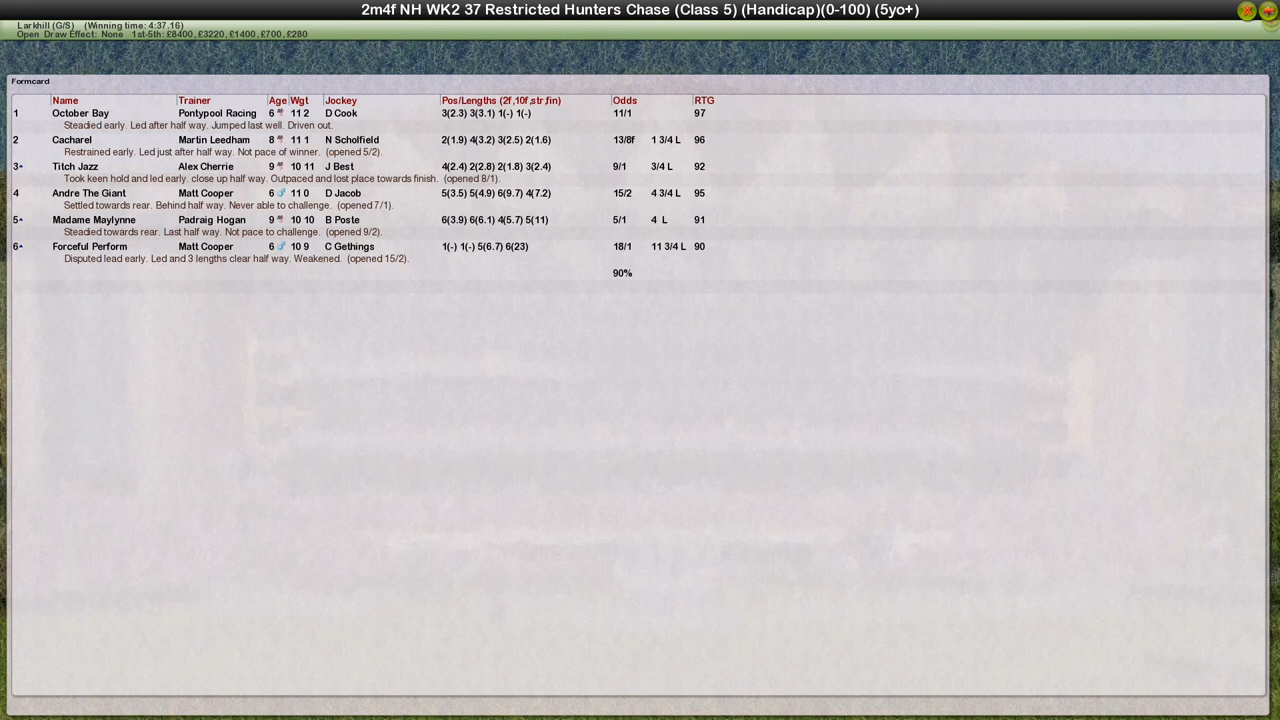 2m4f NH WK2 37 Restricted Hunters Chase (Class 5) (Handicap)(0-100) (5yo+)
Larkhill (G/S) (Winning time: 4:37.16)
Open Draw Effect: None 1st-5th: £8400, £3220, £1400, £700, £280
Formcard
Name Trainer Age Wgt Jockey Pos/Lengths (2f,10f,str,fin) Odds RTG
1 October Bay Pontypool Racing 6 11 2 D Cook 3(2.3) 3(3.1) 1(-) 1(-) 11/1 97
Steadied early. Led after half way. Jumped last well. Driven out.
2 Cacharel Martin Leedham 8 11 1 N Scholfield 2(1.9) 4(3.2) 3(2.5) 2(1.6) 13/8f 1 3/4 L 96
Restrained early. Led just after half way. Not pace of winner. (opened 5/2).
3 Titch Jazz Alex Cherrie 9 10 11 J Best 4(2.4) 2(2.8) 2(1.8) 3(2.4) 9/1 3/4 L 92
Took keen hold and led early, close up half way. Outpaced and lost place towards finish. (opened 8/1).
4 Andre The Giant Matt Cooper 6 11 0 D Jacob 5(3.5) 5(4.9) 6(9.7) 4(7.2) 15/2 4 3/4 L 95
Settled towards rear. Behind half way. Never able to challenge. (opened 7/1).
5 Madame Maylynne Padraig Hogan 9 10 10 B Poste 6(3.9) 6(6.1) 4(5.7) 5(11) 5/1 4 L 91
Steadied towards rear. Last half way. Not pace to challenge. (opened 9/2).
6 Forceful Perform Matt Cooper 6 10 9 C Gethings 1(-) 1(-) 5(6.7) 6(23) 18/1 11 3/4 L 90
Disputed lead early. Led and 3 lengths clear half way. Weakened. (opened 15/2).
90%